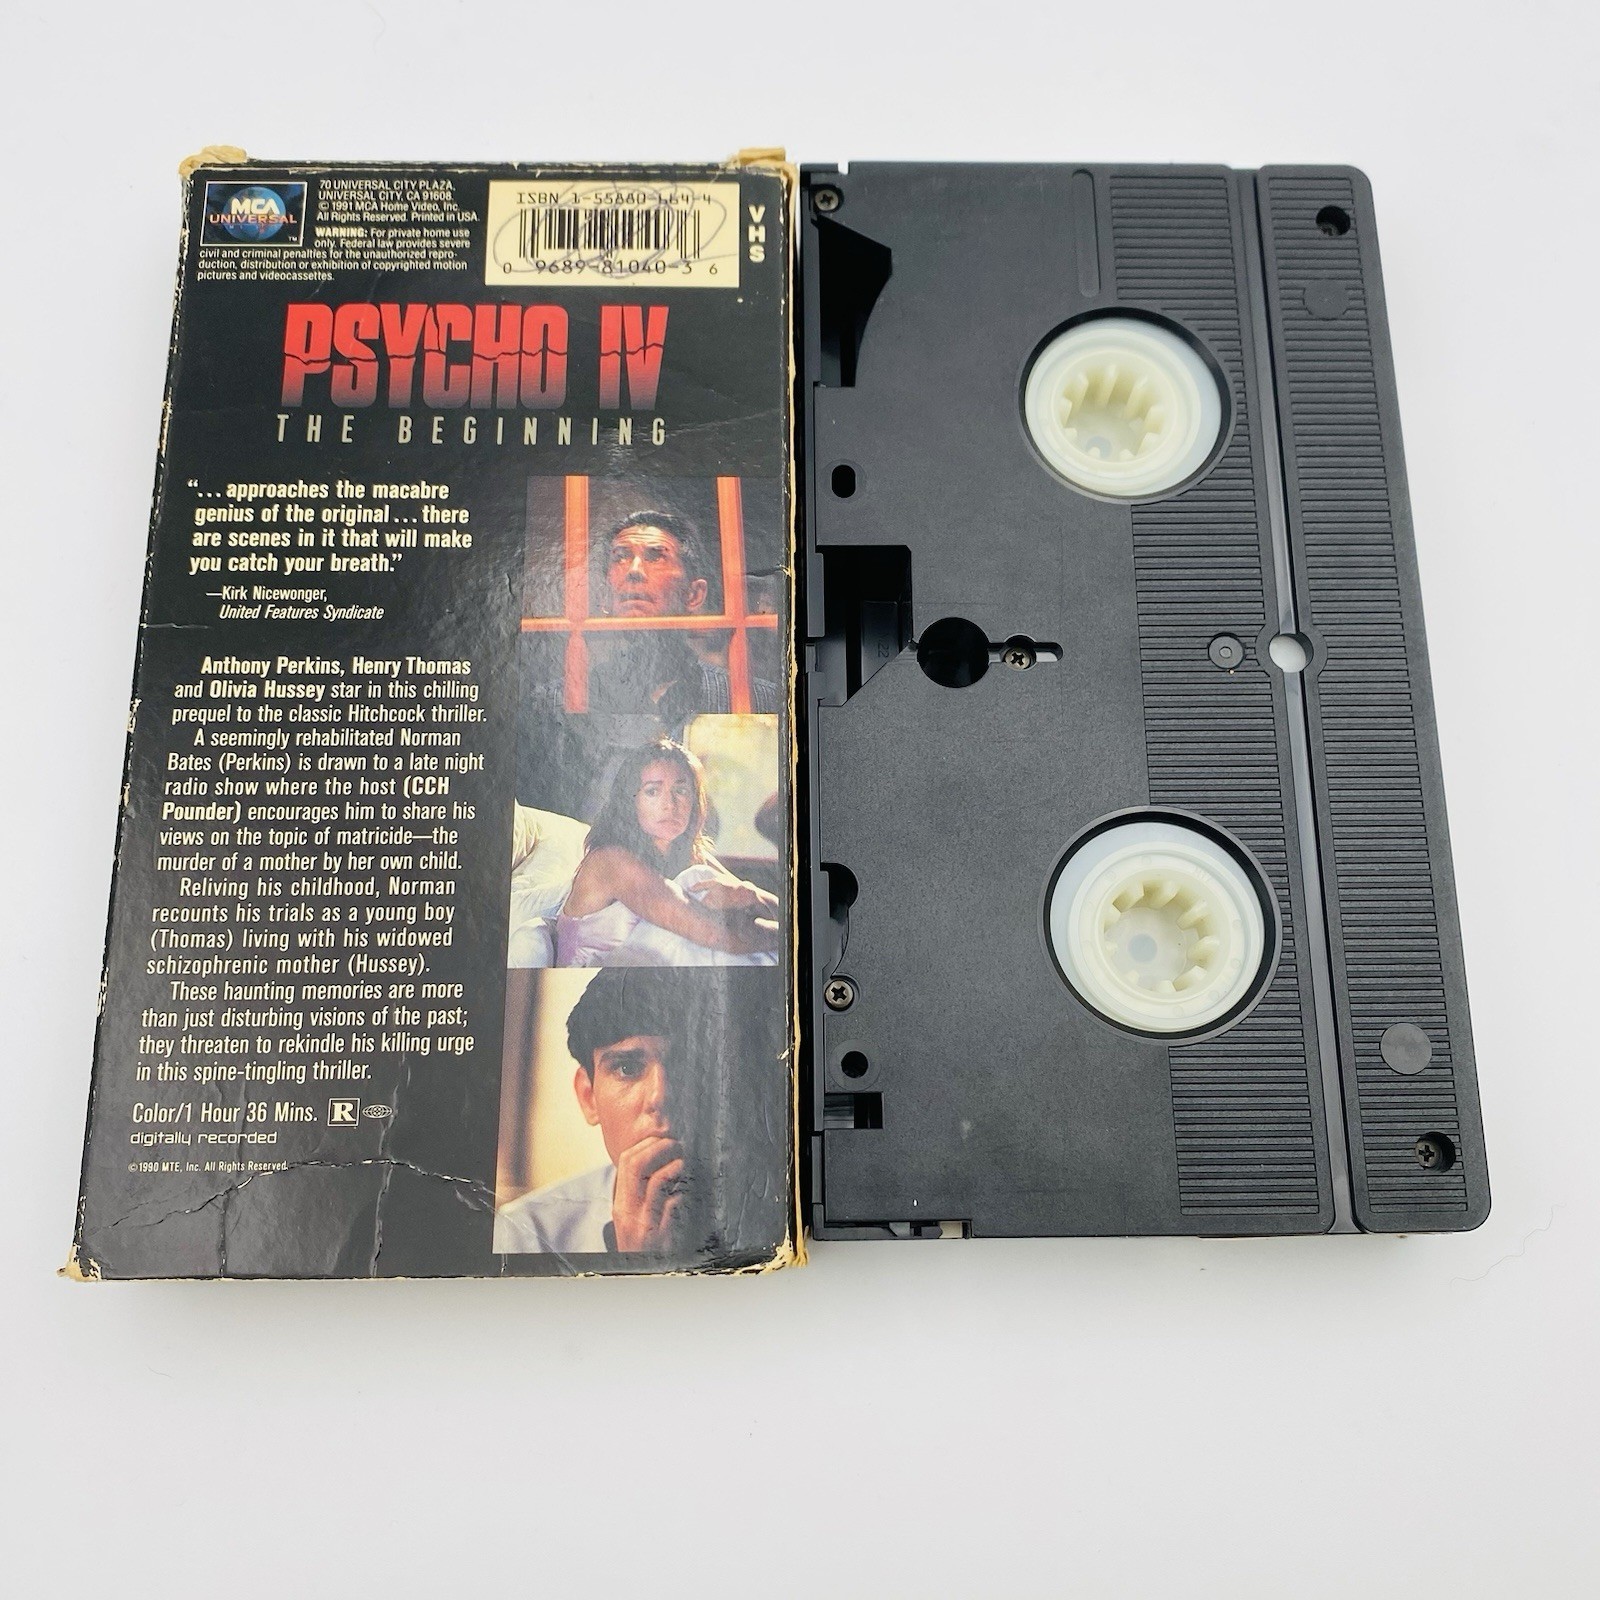 MCA
UNIVERSAL
70 UNIVERSAL CITY PLAZA,
UNIVERSAL CITY, CA 91608.
© 1991 MCA Home Video, Inc.
All Rights Reserved. Printed in USA.
WARNING: For private home use
only. Federal law provides severe
civil and criminal penalties for the unauthorized repro-
duction, distribution or exhibition of copyrighted motion
pictures and videocassettes.
ISBN 1-55880-164-4
0 9689-81040-3 6
VHS
PSYCHO IV
THE BEGINNING
“... approaches the macabre
genius of the original ... there
are scenes in it that will make
you catch your breath.”
—Kirk Nicewonger,
United Features Syndicate
Anthony Perkins, Henry Thomas
and Olivia Hussey star in this chilling
prequel to the classic Hitchcock thriller.
A seemingly rehabilitated Norman
Bates (Perkins) is drawn to a late night
radio show where the host (CCH
Pounder) encourages him to share his
views on the topic of matricide—the
murder of a mother by her own child.
Reliving his childhood, Norman
recounts his trials as a young boy
(Thomas) living with his widowed
schizophrenic mother (Hussey).
These haunting memories are more
than just disturbing visions of the past;
they threaten to rekindle his killing urge
in this spine-tingling thriller.
Color/1 Hour 36 Mins. R
digitally recorded
©1990 MTE, Inc. All Rights Reserved.
22